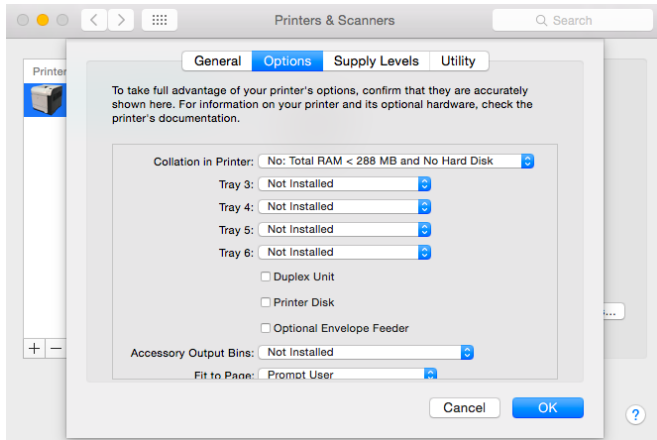 Printers & Scanners
Search
General Options Supply Levels Utility
Printer
To take full advantage of your printer's options, confirm that they are accurately
shown here. For information on your printer and its optional hardware, check the
printer's documentation.
Collation in Printer: No: Total RAM < 288 MB and No Hard Disk
Tray 3: Not Installed
Tray 4: Not Installed
Tray 5: Not Installed
Tray 6: Not Installed
Duplex Unit
Printer Disk
Optional Envelope Feeder
Accessory Output Bins: Not Installed
Fit to Page: Prompt User
+ −
Cancel OK
?